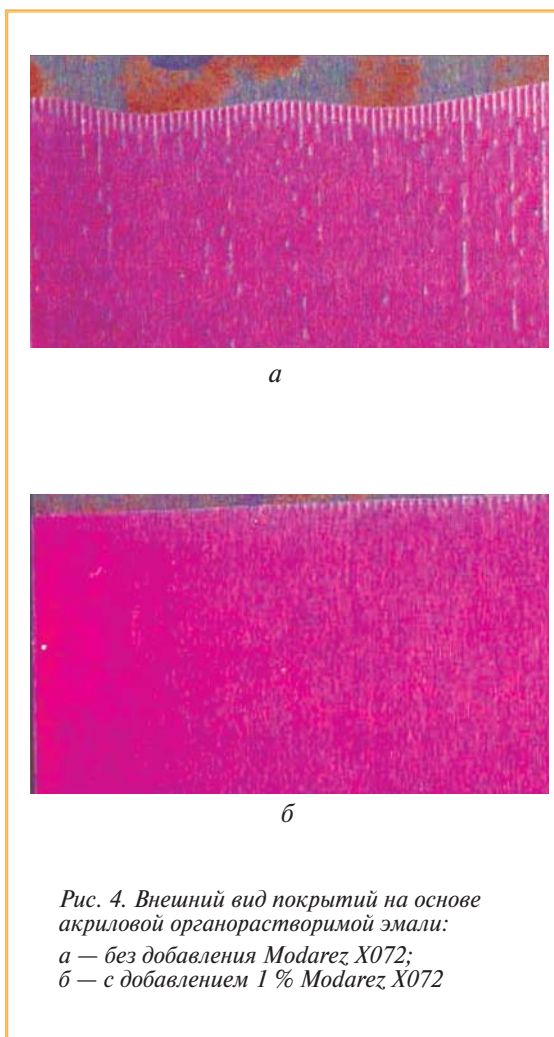 а
б
Рис. 4. Внешний вид покрытий на основе
акриловой органорастворимой эмали:
а — без добавления Modarez X072;
б — с добавлением 1 % Modarez X072